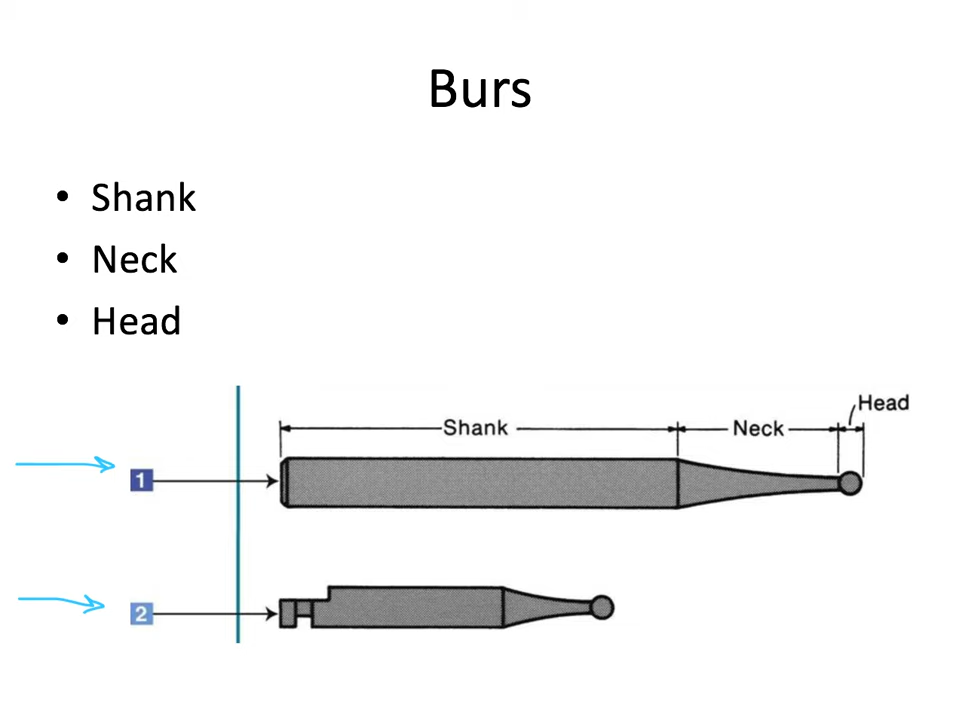 Burs
• Shank
• Neck
• Head
Head
Shank
Neck
1
2